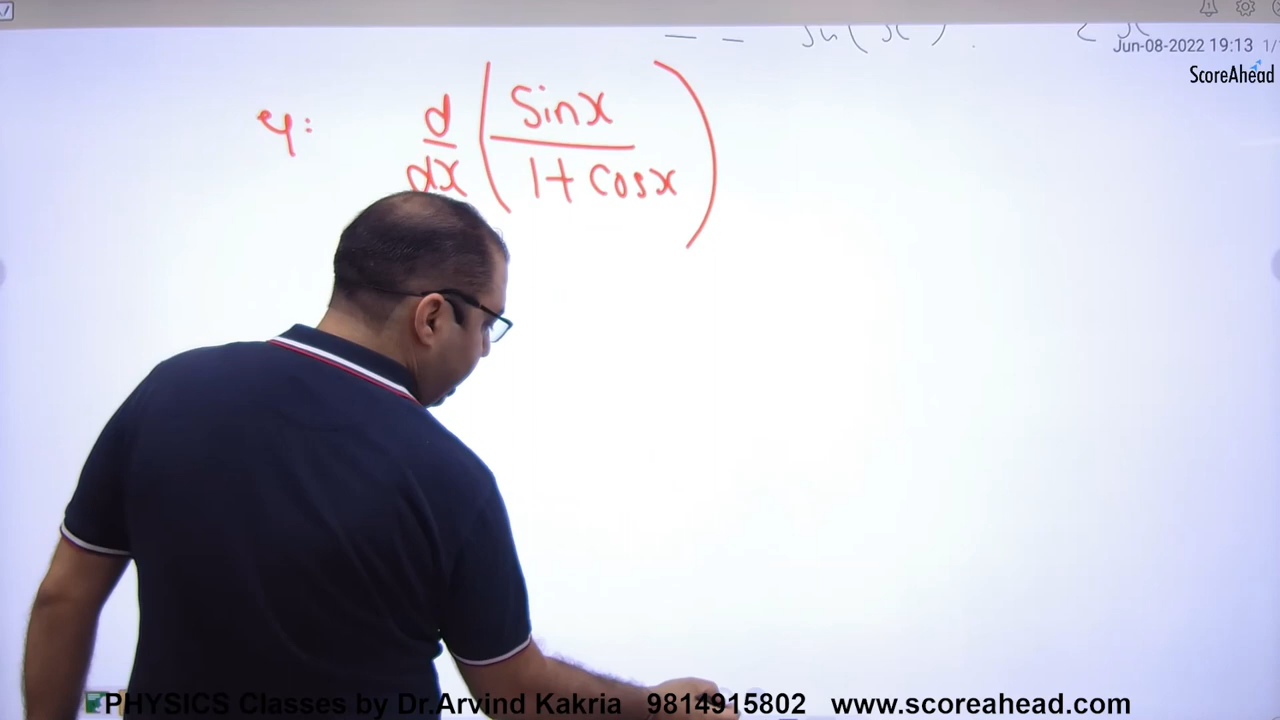 Jun-08-2022 19:13 1/
ScoreAhead
d/dx ( Sinx / 1 + cosx )
PHYSICS Classes by Dr.Arvind Kakria 9814915802 www.scoreahead.com